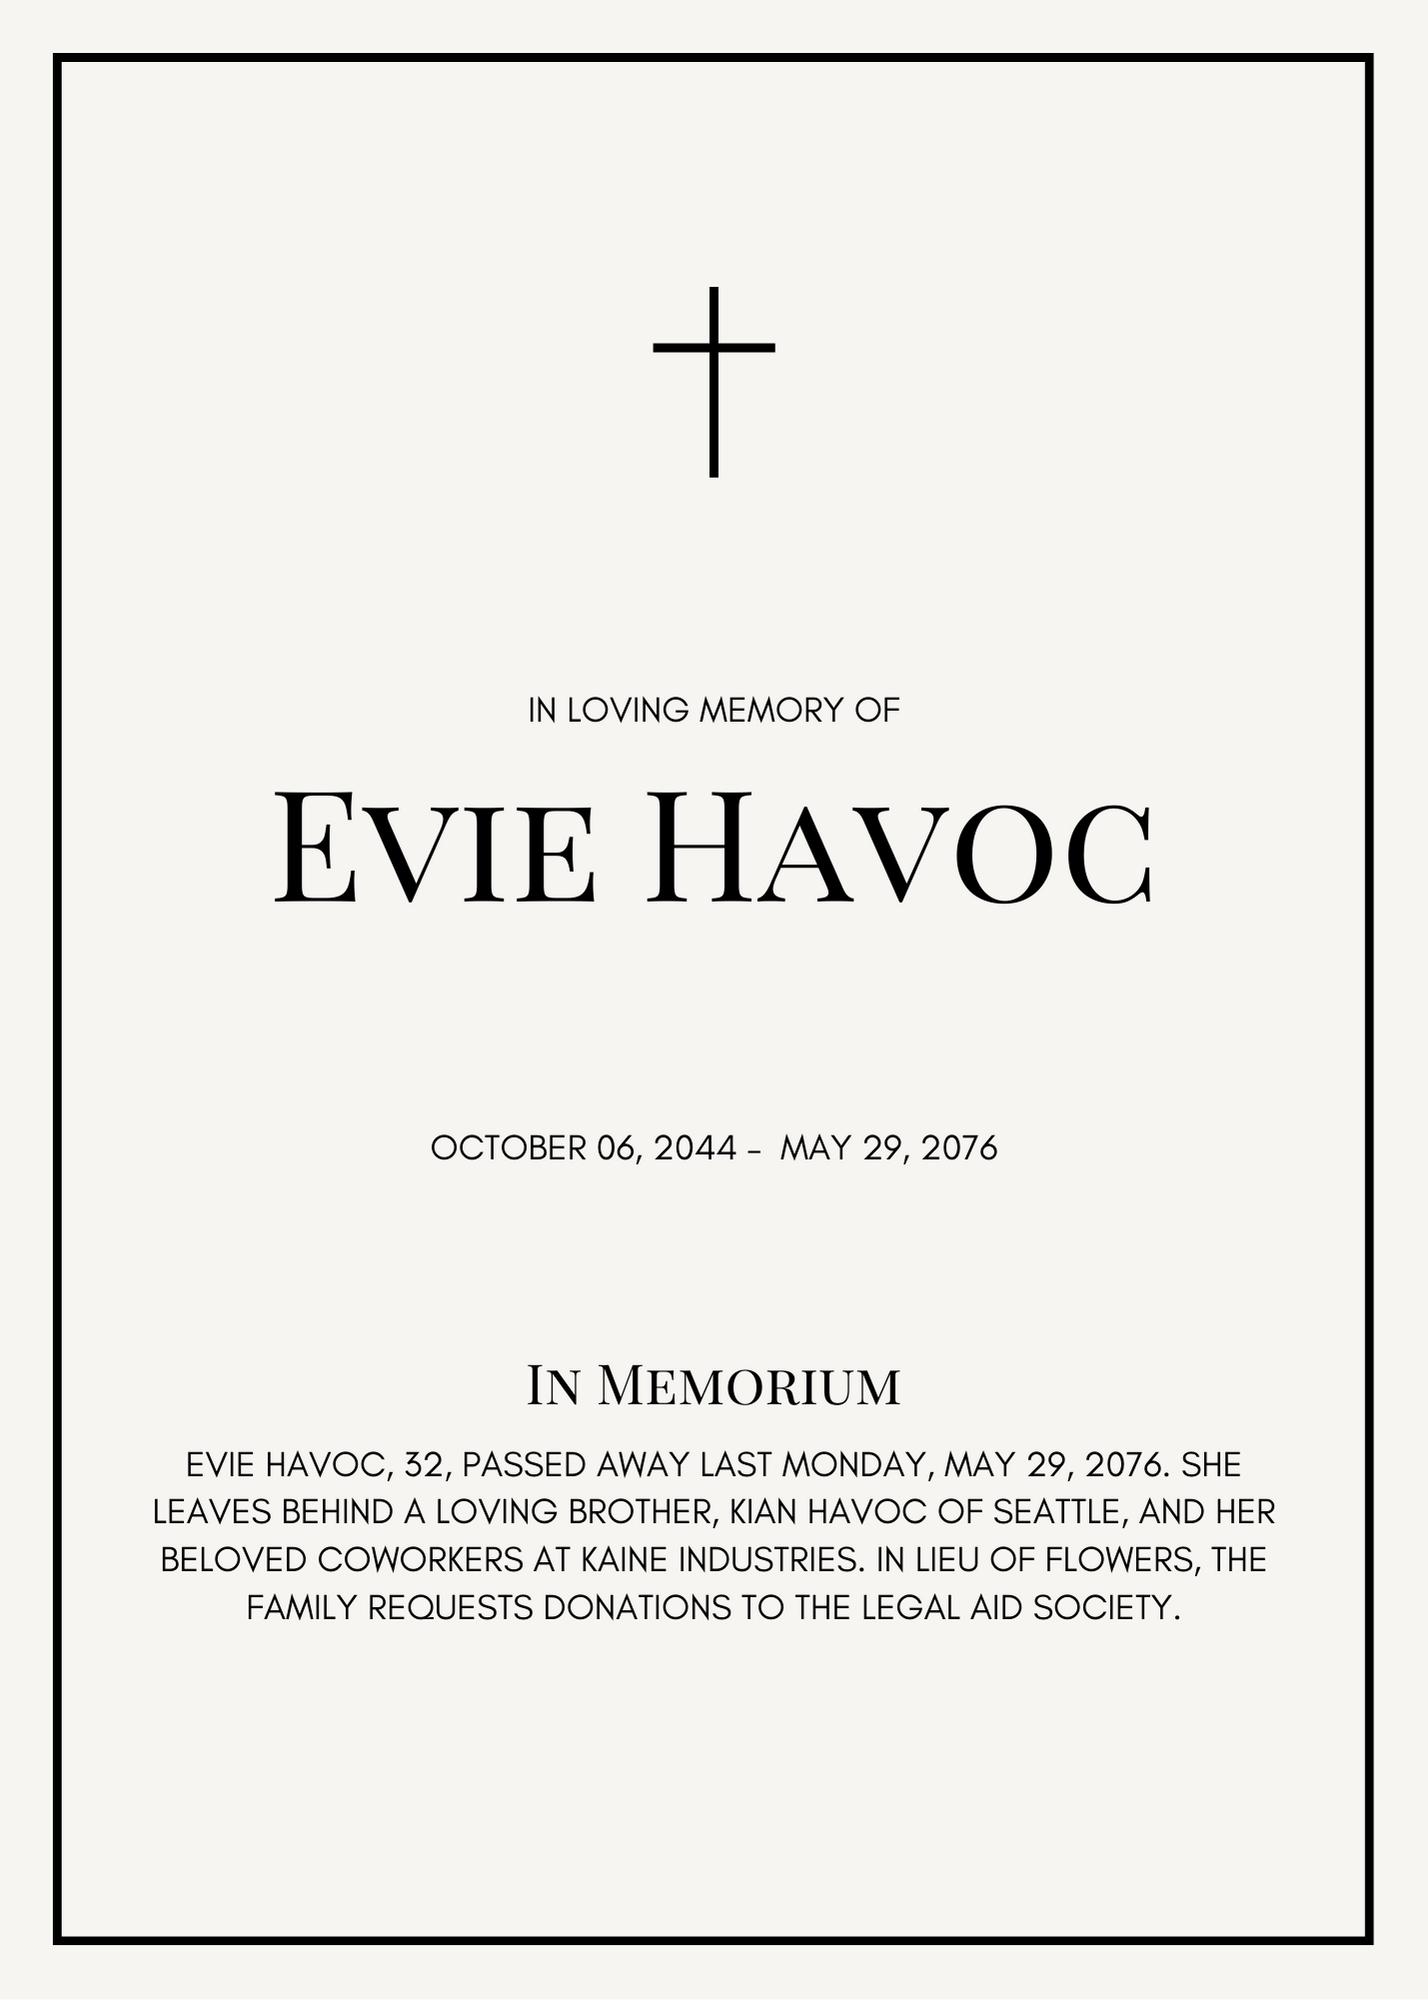 IN LOVING MEMORY OF
EVIE HAVOC
OCTOBER 06, 2044 - MAY 29, 2076
IN MEMORIUM
EVIE HAVOC, 32, PASSED AWAY LAST MONDAY, MAY 29, 2076. SHE
LEAVES BEHIND A LOVING BROTHER, KIAN HAVOC OF SEATTLE, AND HER
BELOVED COWORKERS AT KAINE INDUSTRIES. IN LIEU OF FLOWERS, THE
FAMILY REQUESTS DONATIONS TO THE LEGAL AID SOCIETY.